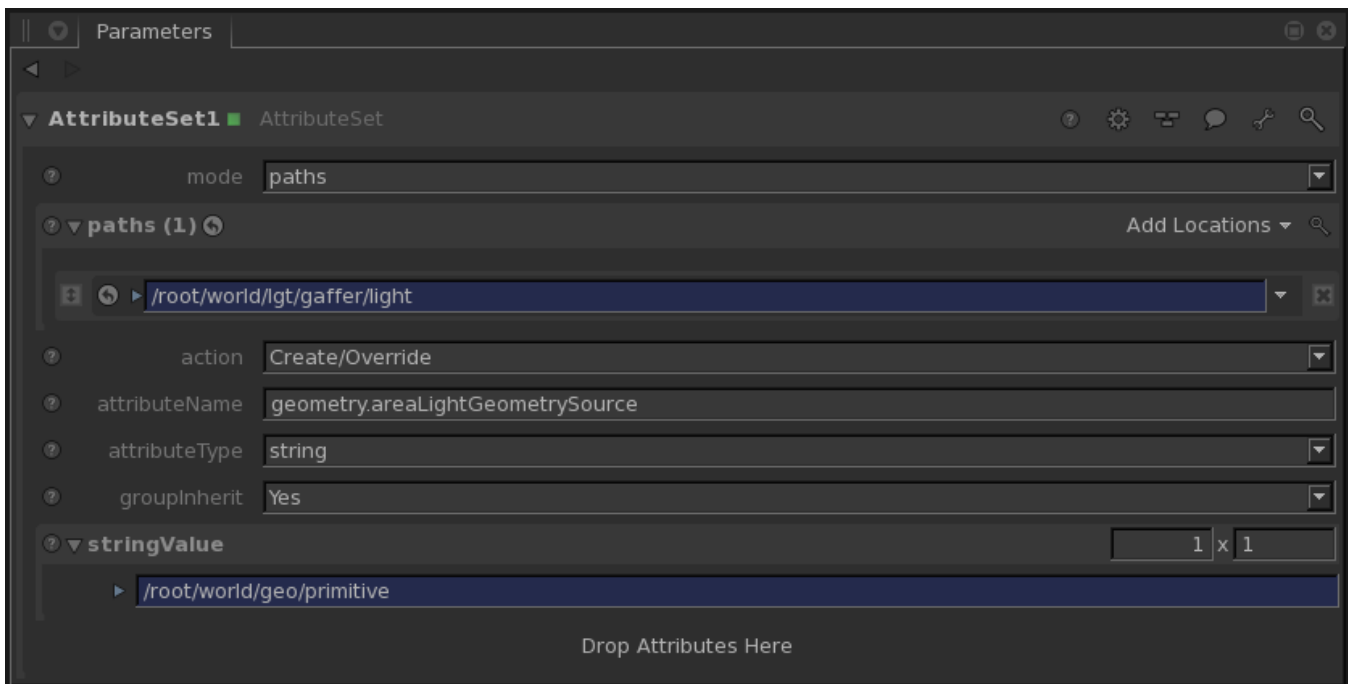 Parameters
AttributeSet1 AttributeSet
mode paths
paths (1) Add Locations
/root/world/lgt/gaffer/light
action Create/Override
attributeName geometry.areaLightGeometrySource
attributeType string
groupInherit Yes
stringValue 1 x 1
/root/world/geo/primitive
Drop Attributes Here